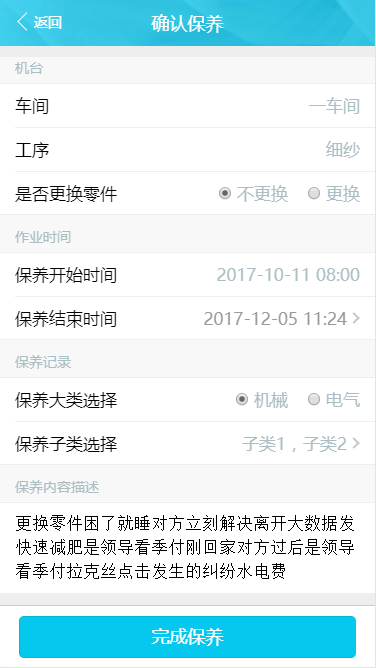 返回
确认保养
机台
车间 一车间
工序 细纱
是否更换零件 不更换 更换
作业时间
保养开始时间 2017-10-11 08:00
保养结束时间 2017-12-05 11:24
保养记录
保养大类选择 机械 电气
保养子类选择 子类1，子类2
保养内容描述
更换零件困了就睡对方立刻解决离开大数据发
快速减肥是领导看季付刚回家对方过后是领导
看季付拉克丝点击发生的纠纷水电费
完成保养